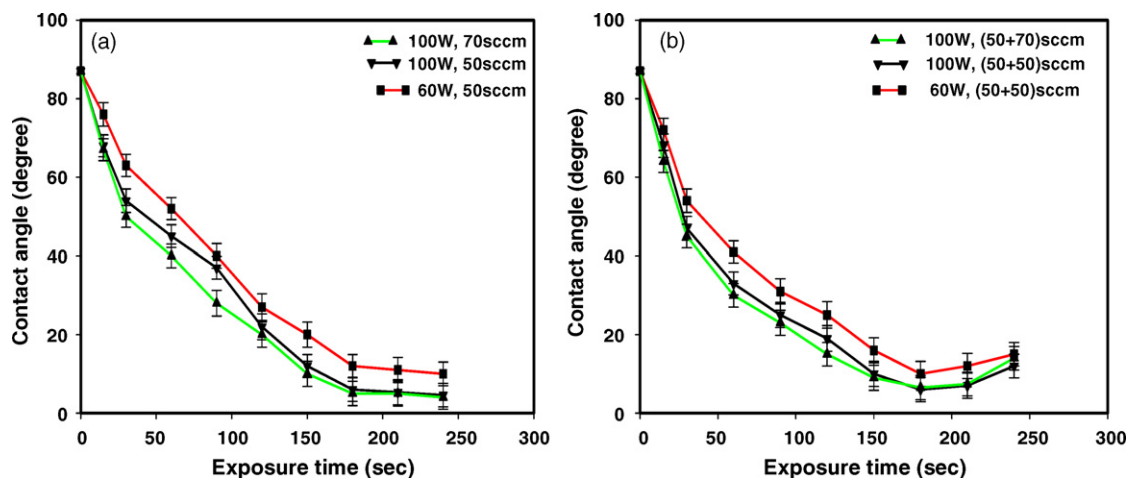 (a)
100W, 70sccm
100W, 50sccm
60W, 50sccm
Contact angle (degree)
100
80
60
40
20
0
0 50 100 150 200 250 300
Exposure time (sec)
(b)
100W, (50+70)sccm
100W, (50+50)sccm
60W, (50+50)sccm
Contact angle (degree)
100
80
60
40
20
0
0 50 100 150 200 250 300
Exposure time (sec)